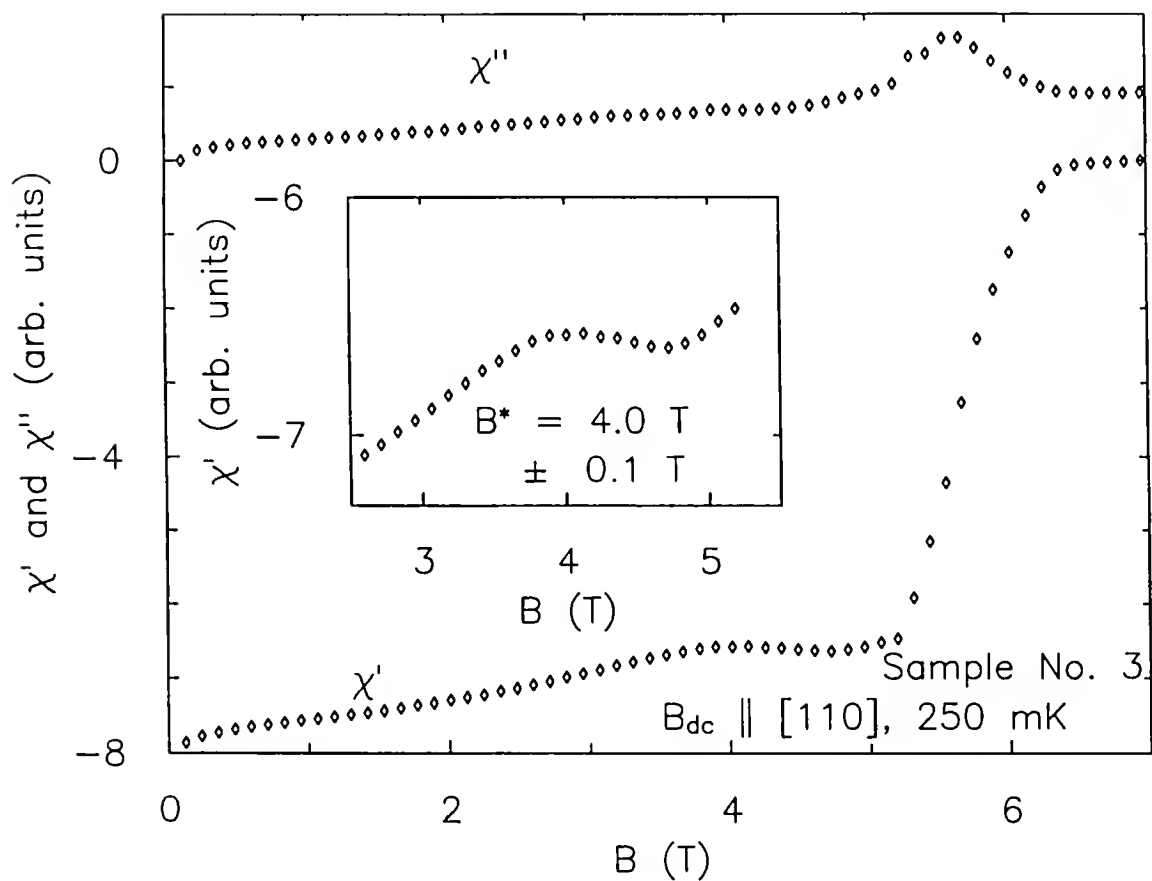 χ' and χ'' (arb. units)
0
−4
−8
χ''
χ' (arb. units)
−6
−7
B* = 4.0 T
± 0.1 T
3 4 5
B (T)
χ'
Sample No. 3
Bdc ∥ [110], 250 mK
0 2 4 6
B (T)